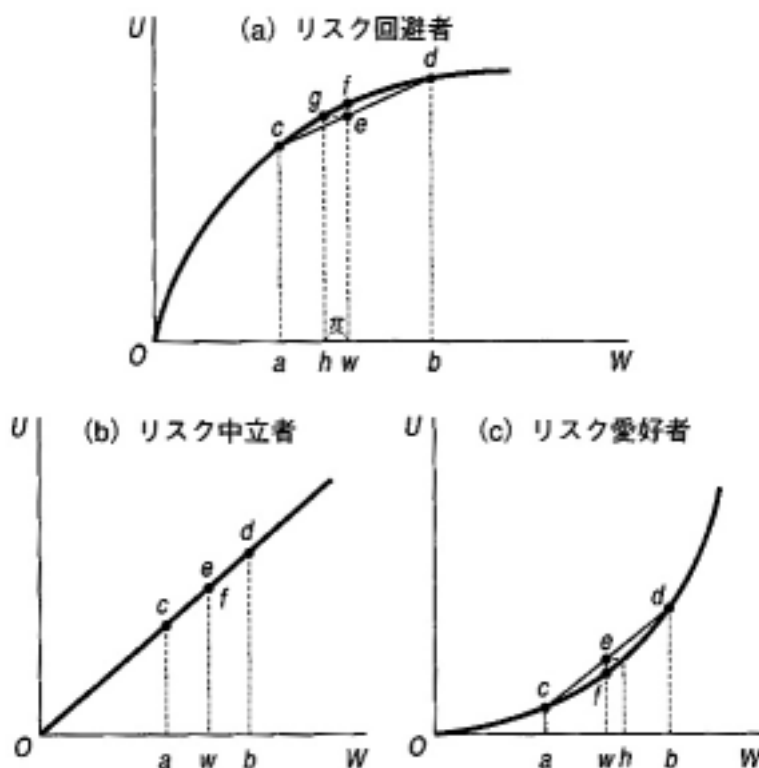 U (a) リスク回避者
d
g f
c e
π
O a h w b W
U (b) リスク中立者
d
e
c f
O a w b W
U (c) リスク愛好者
d
e
c f
O a w h b W